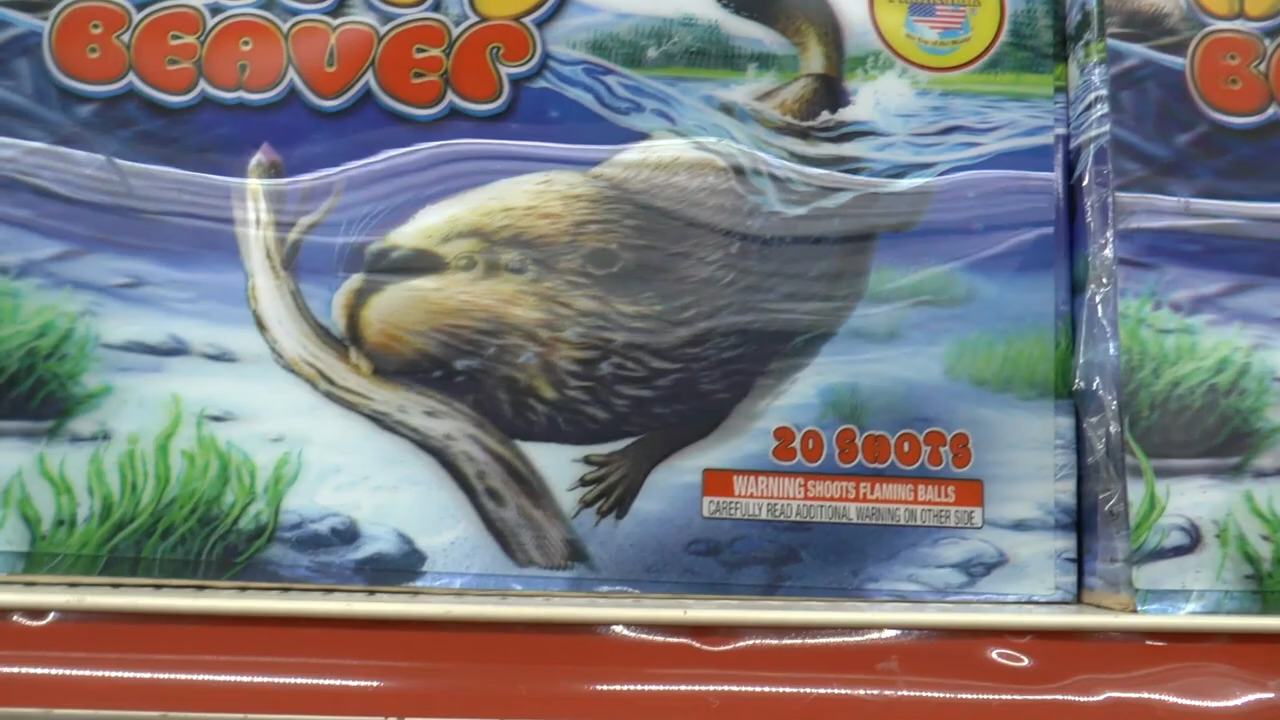 BEAVER
20 SHOTS
WARNING SHOOTS FLAMING BALLS
CAREFULLY READ ADDITIONAL WARNING ON OTHER SIDE.